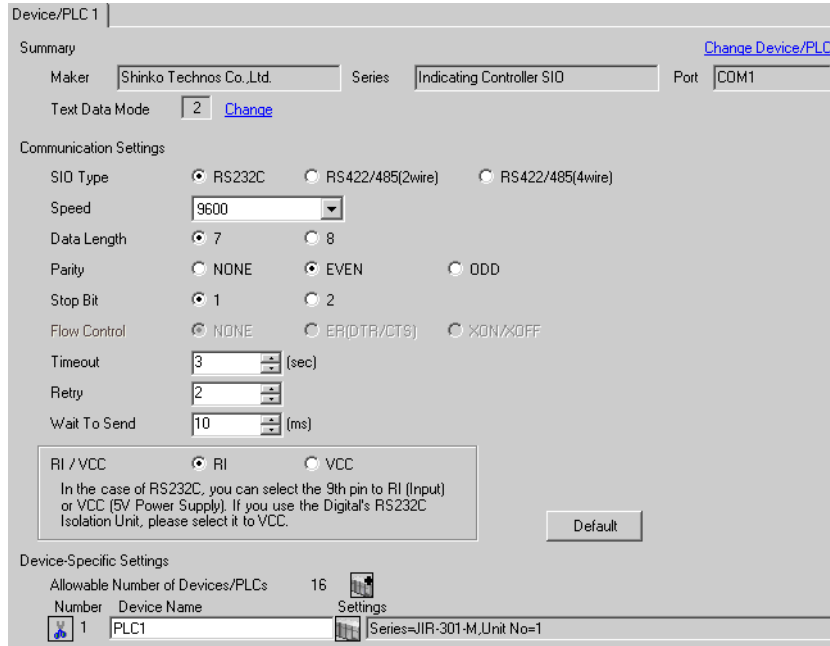 Device/PLC 1
Summary
Change Device/PLC
Maker Shinko Technos Co.,Ltd. Series Indicating Controller SIO Port COM1
Text Data Mode 2 Change
Communication Settings
SIO Type RS232C RS422/485(2wire) RS422/485(4wire)
Speed 9600
Data Length 7 8
Parity NONE EVEN ODD
Stop Bit 1 2
Flow Control NONE ER(DTR/CTS) XON/XOFF
Timeout 3 (sec)
Retry 2
Wait To Send 10 (ms)
RI / VCC RI VCC
In the case of RS232C, you can select the 9th pin to RI (Input)
or VCC (5V Power Supply). If you use the Digital's RS232C
Isolation Unit, please select it to VCC.
Default
Device-Specific Settings
Allowable Number of Devices/PLCs 16
Number Device Name Settings
1 PLC1 Series=JIR-301-M,Unit No=1